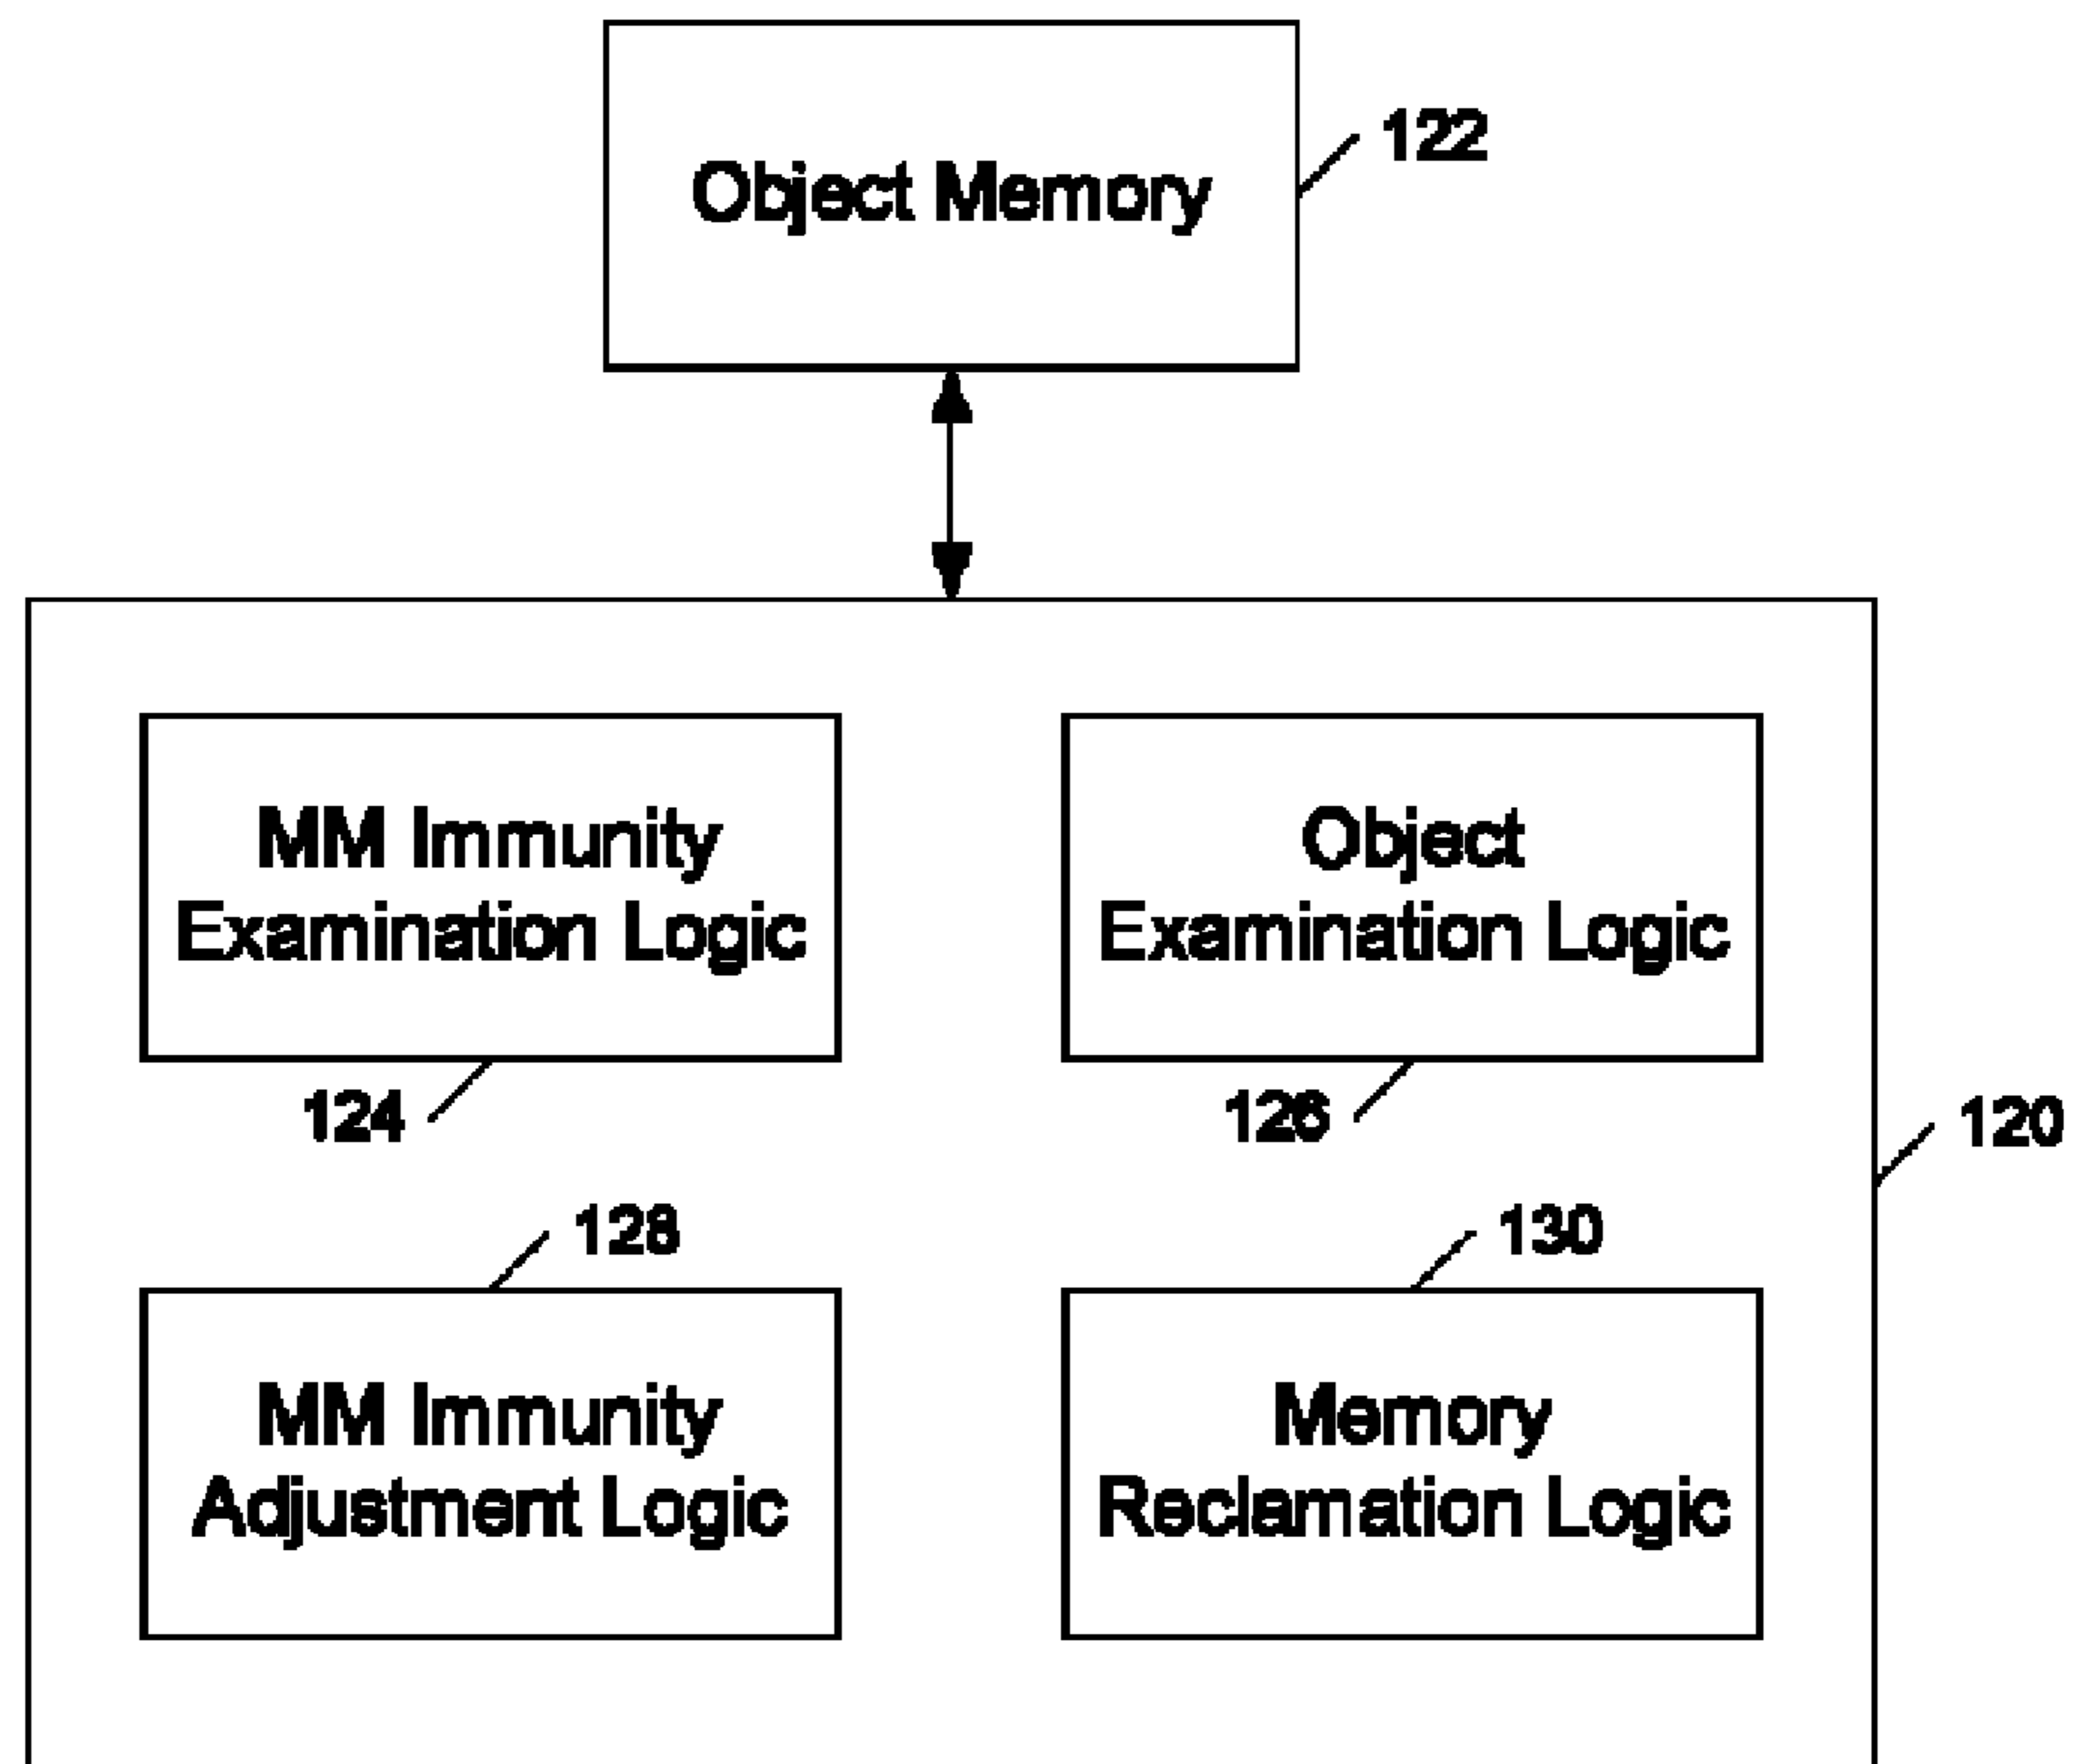 Object Memory
122
MM Immunity
Examination Logic
Object
Examination Logic
124
126
120
128
130
MM Immunity
Adjustment Logic
Memory
Reclamation Logic